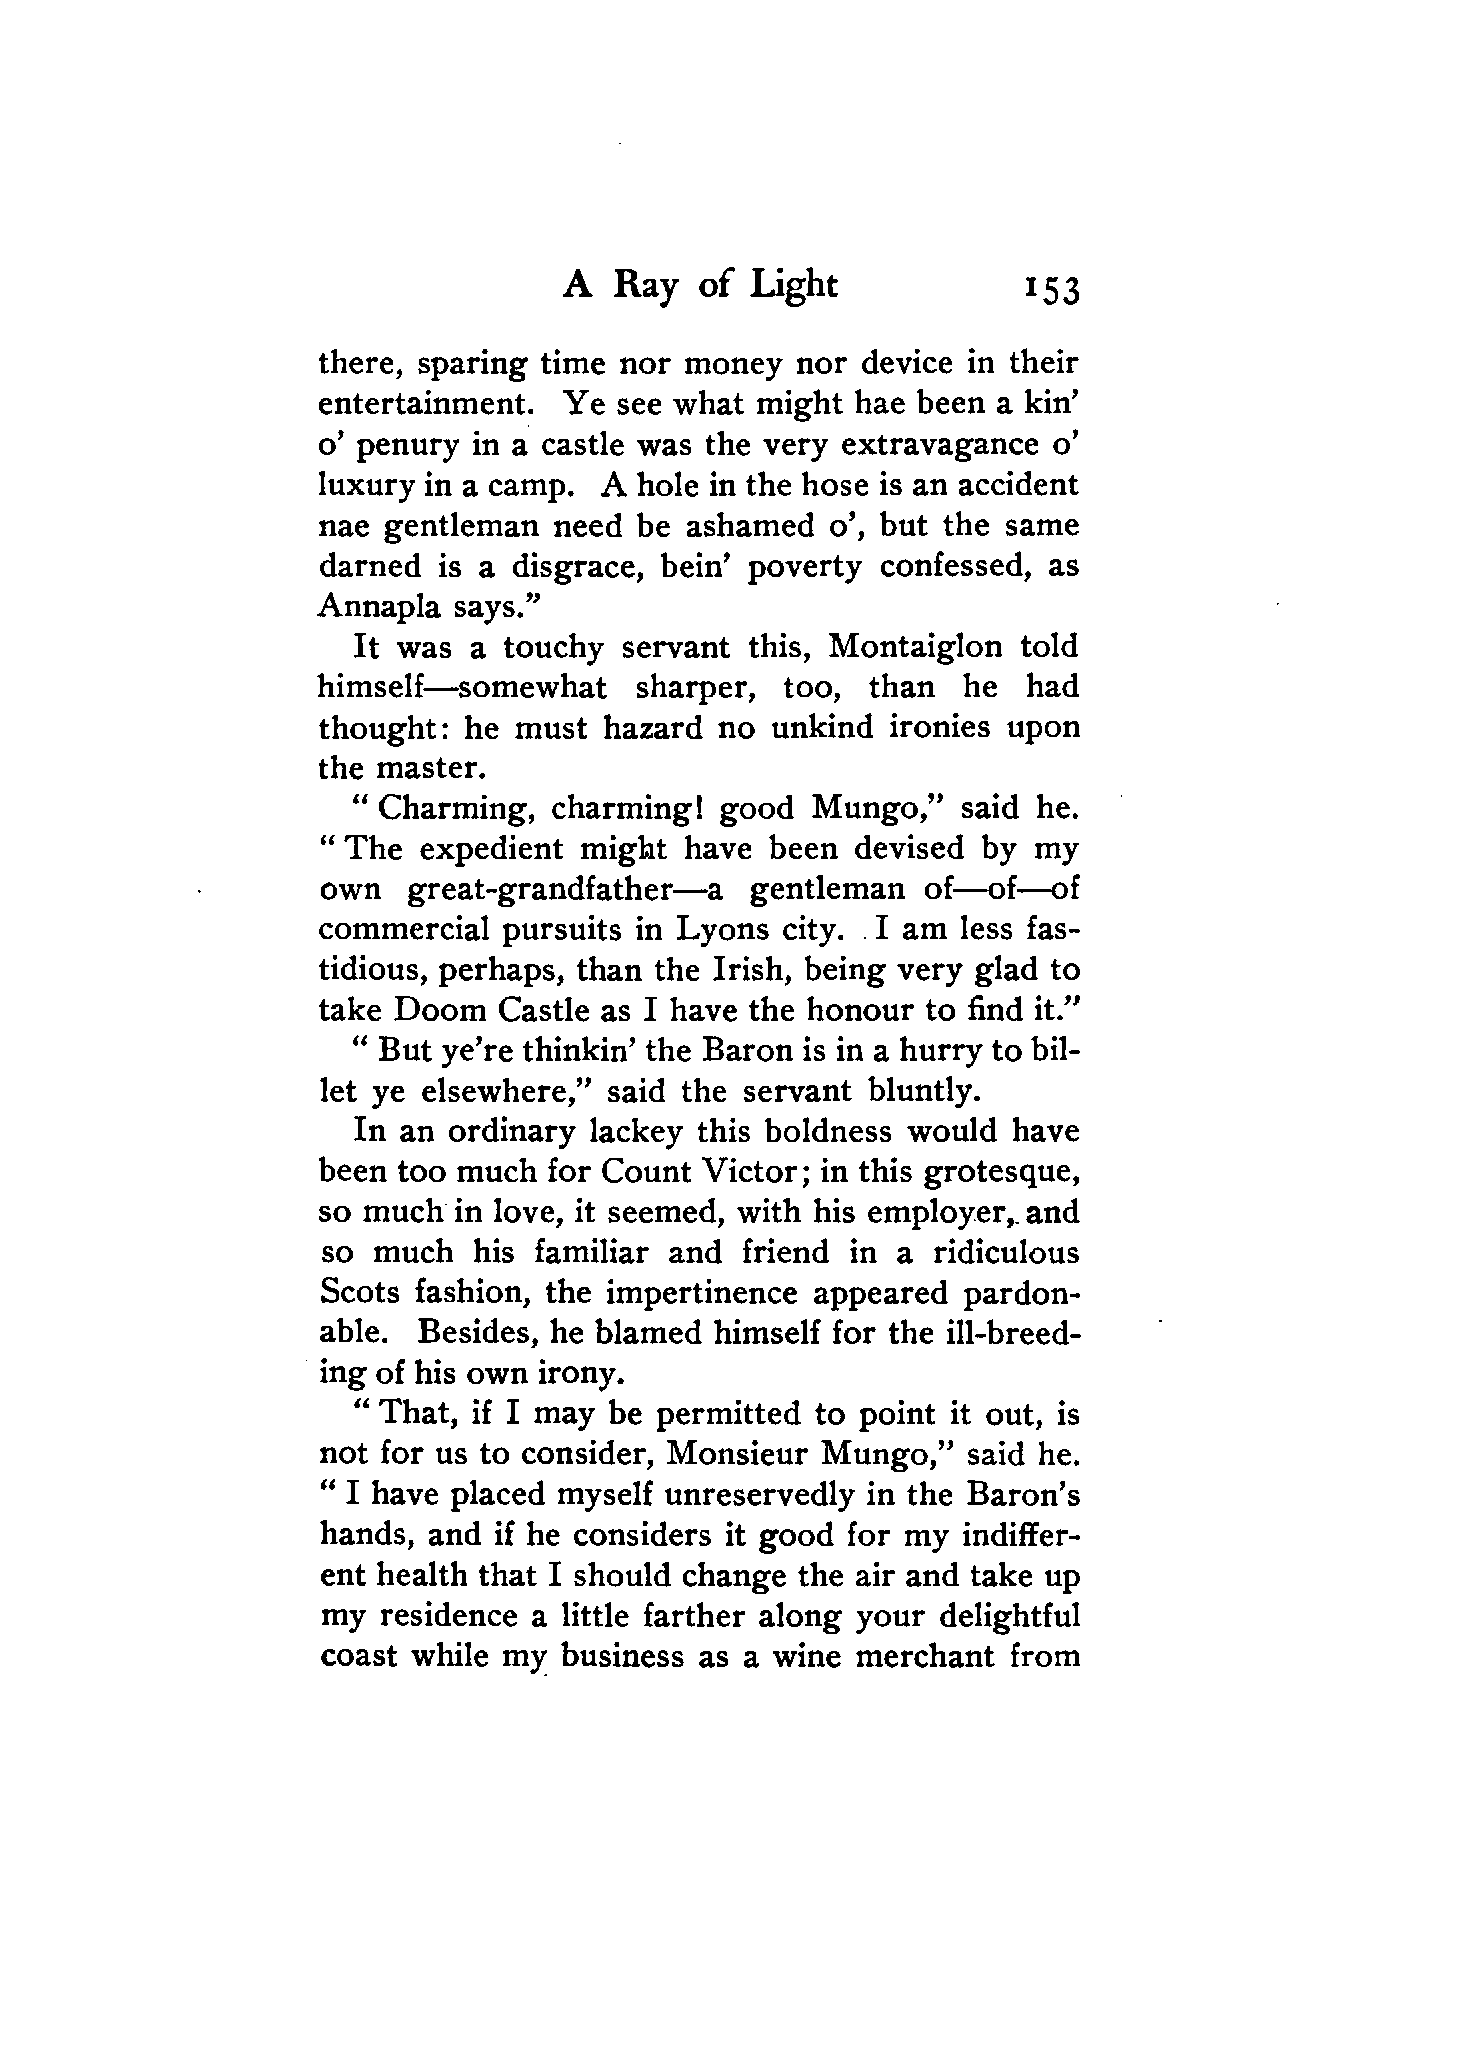 A Ray of Light 153
there, sparing time nor money nor device in their
entertainment. Ye see what might hae been a kin'
o' penury in a castle was the very extravagance o'
luxury in a camp. A hole in the hose is an accident
nae gentleman need be ashamed o', but the same
darned is a disgrace, bein' poverty confessed, as
Annapla says."
It was a touchy servant this, Montaiglon told
himself—somewhat sharper, too, than he had
thought: he must hazard no unkind ironies upon
the master.
"Charming, charming! good Mungo," said he.
"The expedient might have been devised by my
own great-grandfather—a gentleman of—of—of
commercial pursuits in Lyons city. I am less fas-
tidious, perhaps, than the Irish, being very glad to
take Doom Castle as I have the honour to find it."
"But ye're thinkin' the Baron is in a hurry to bil-
let ye elsewhere," said the servant bluntly.
In an ordinary lackey this boldness would have
been too much for Count Victor; in this grotesque,
so much in love, it seemed, with his employer, and
so much his familiar and friend in a ridiculous
Scots fashion, the impertinence appeared pardon-
able. Besides, he blamed himself for the ill-breed-
ing of his own irony.
"That, if I may be permitted to point it out, is
not for us to consider, Monsieur Mungo," said he.
"I have placed myself unreservedly in the Baron's
hands, and if he considers it good for my indiffer-
ent health that I should change the air and take up
my residence a little farther along your delightful
coast while my business as a wine merchant from